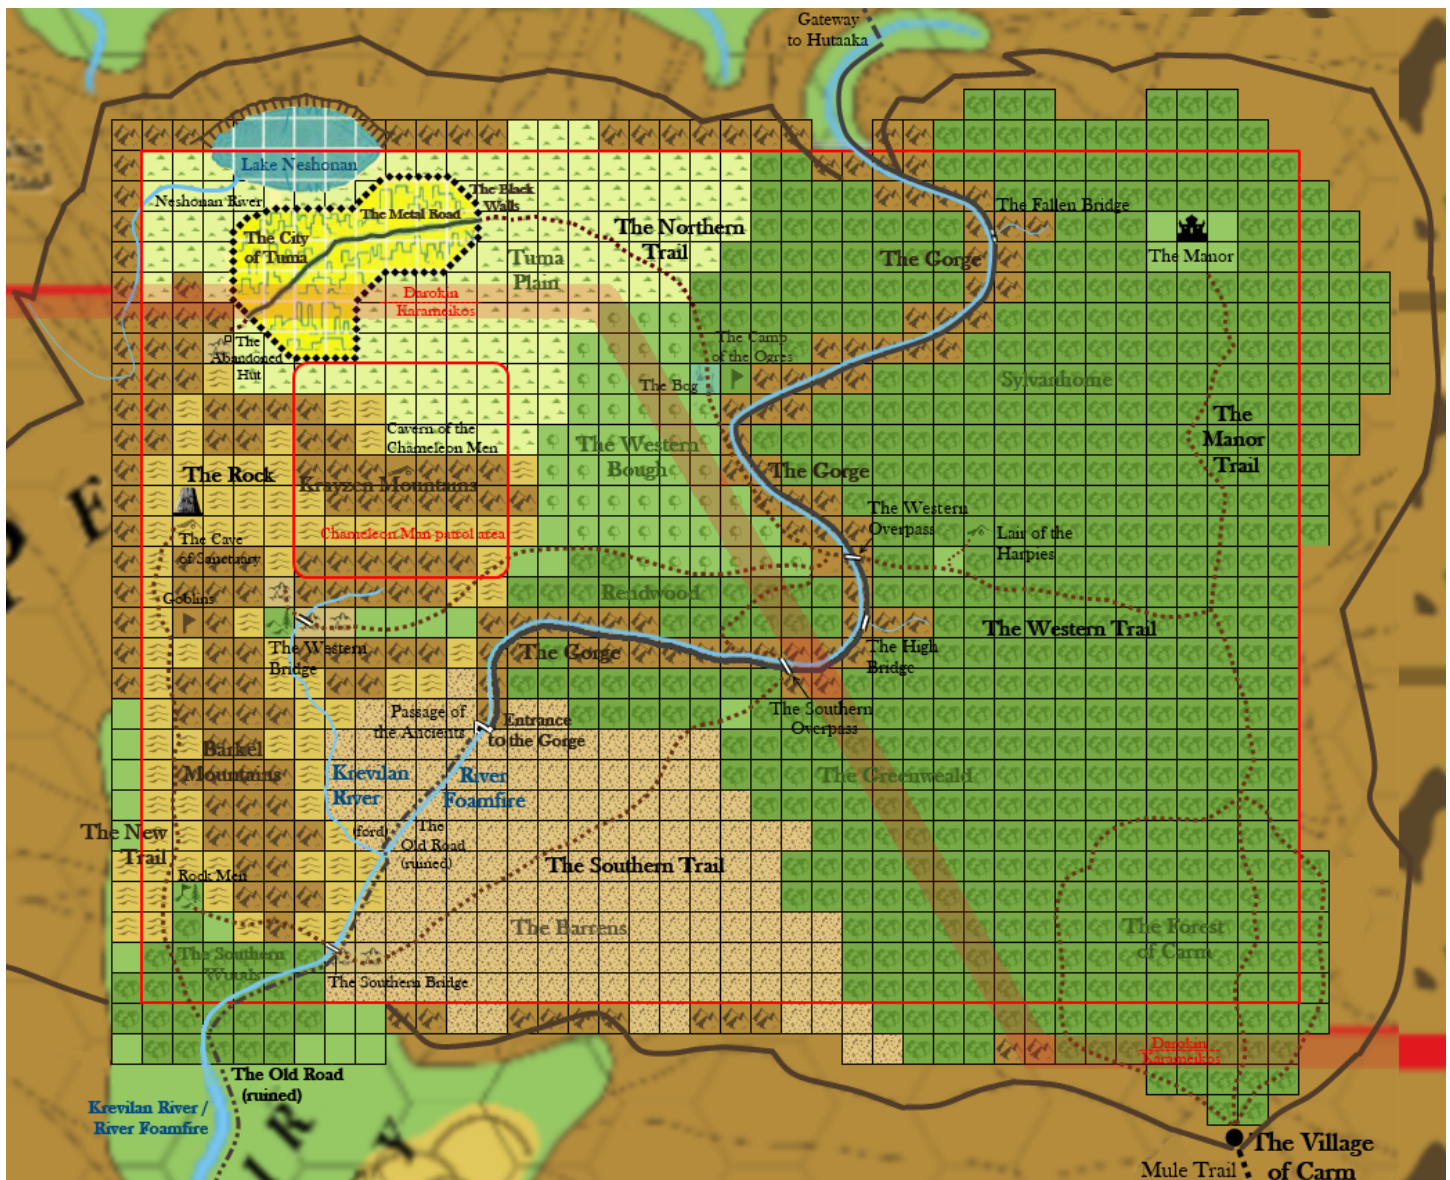 Gateway
to Hutaaka
Lake Neshonan
Neshonan River
The Black
Walls
The Metal Road
The City
of Tuma
The Northern
Trail
Tuma
Plain
The Fallen Bridge
The Manor
The Gorge
Darokin
Karameikos
The
Abandoned
Hut
The Camp
of the Ogres
The Bog
Sylvanhome
The
Manor
Trail
Cavern of the
Chameleon Men
The Western
Bough
The Rock
Krayzen Mountains
The Gorge
The Western
Overpass
Lair of the
Harpies
Chameleon Man patrol area
The Cave
of Sanctuary
Goblins
Rendwood
The Western Trail
The Western
Bridge
The Gorge
The High
Bridge
Passage of
the Ancients
Entrance
to the Gorge
The Southern
Overpass
Barkel
Mountains
Krevilan
River
River
Foamfire
The Greenweald
The New
Trail
(ford)
The
Old Road
(ruined)
The Southern Trail
Rock Men
The Barrens
The Forest
of Carm
The Southern
Woods
The Southern Bridge
Darokin
Karameikos
The Old Road
(ruined)
Krevilan River /
River Foamfire
The Village
of Carm
Mule Trail